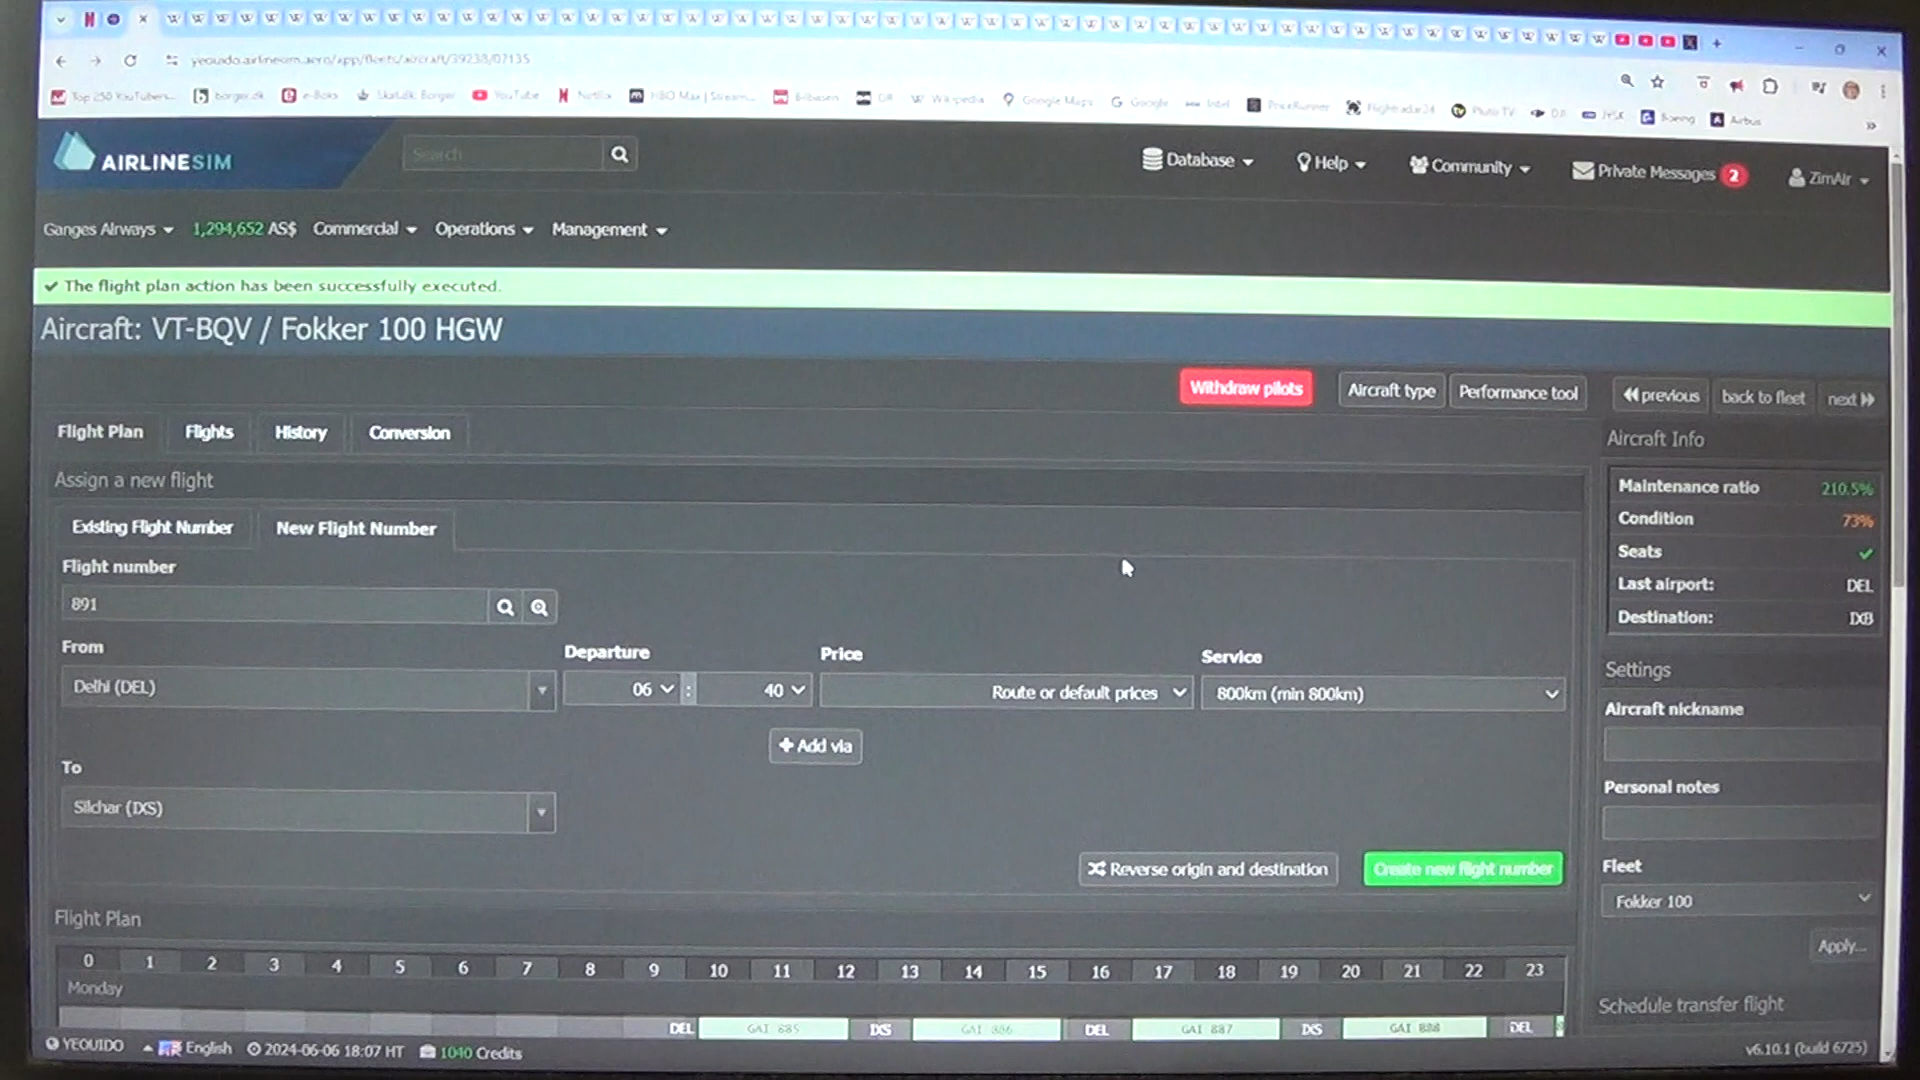 yeouido.airlinesim.aero/app/fleets/aircraft/39238/07135
Top 250 YouTubers...
borger.dk
e-Boks
Skat.dk: Borger
YouTube
Netflix
HBO Max | Stream...
Bilbasen
DR
Wikipedia
Google Maps
Google
Intel
PriceRunner
Flightradar24
Pluto TV
DJI
JYSK
Boeing
Airbus
AIRLINESIM
Search
Database
Help
Community
Private Messages 2
ZimAir
Ganges Airways
1,294,652 AS$
Commercial
Operations
Management
The flight plan action has been successfully executed.
Aircraft: VT-BQV / Fokker 100 HGW
Withdraw pilots
Aircraft type
Performance tool
previous
back to fleet
next
Flight Plan
Flights
History
Conversion
Aircraft Info
Assign a new flight
Maintenance ratio 210.5%
Condition 73%
Seats
Last airport: DEL
Destination: IXB
Existing Flight Number
New Flight Number
Flight number
891
From
Departure
Price
Service
Delhi (DEL)
06 : 40
Route or default prices
800km (min 800km)
Add via
To
Silchar (IXS)
Reverse origin and destination
Create new flight number
Settings
Aircraft nickname
Personal notes
Fleet
Fokker 100
Apply...
Schedule transfer flight
Flight Plan
0 1 2 3 4 5 6 7 8 9 10 11 12 13 14 15 16 17 18 19 20 21 22 23
Monday
DEL GAI 885 IXS GAI 886 DEL GAI 887 IXS GAI 888 DEL
YEOUIDO
English
2024-06-06 18:07 HT
1040 Credits
v6.10.1 (build 6725)